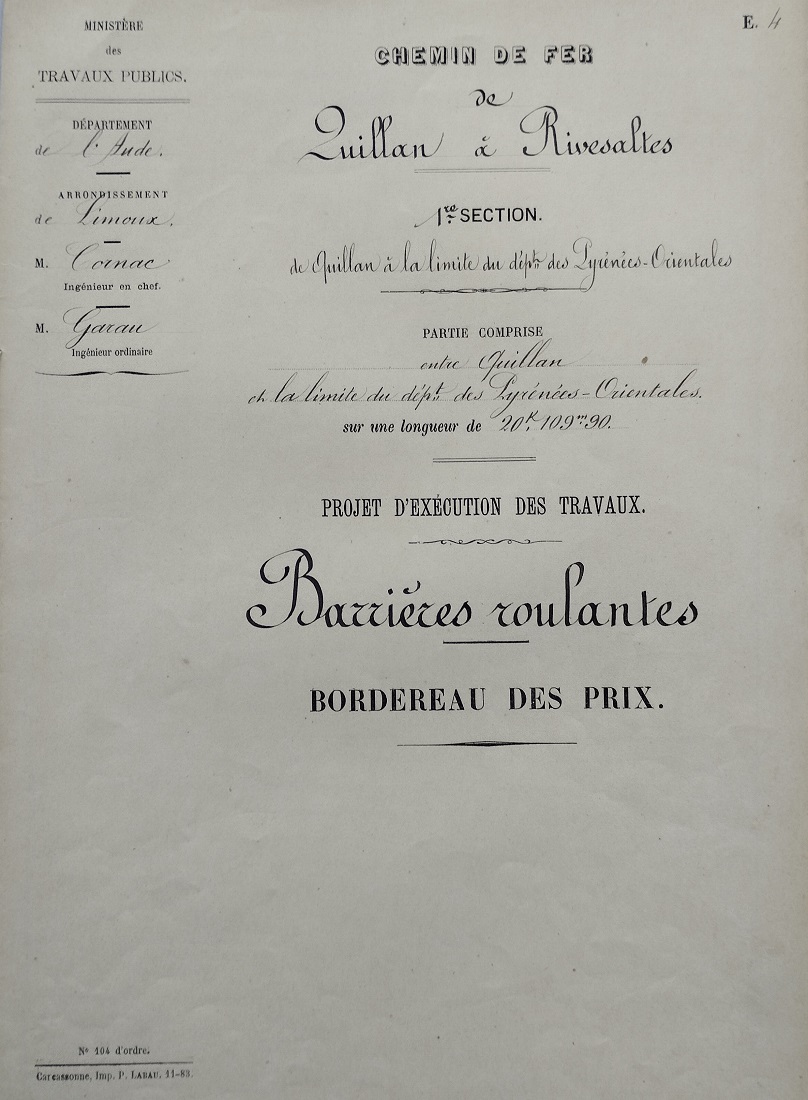 MINISTÈRE
des
TRAVAUX PUBLICS.
DÉPARTEMENT
de l'Aude.
ARRONDISSEMENT
de Limoux.
M. Cornac
Ingénieur en chef.
M. Garau
Ingénieur ordinaire
E. 4
CHEMIN DE FER
de
Quillan à Rivesaltes
1re SECTION.
de Quillan à la limite du dépt. des Pyrénées-Orientales
PARTIE COMPRISE
entre Quillan
et la limite du dépt. des Pyrénées-Orientales.
sur une longueur de 20k.109m90.
PROJET D'EXÉCUTION DES TRAVAUX.
Barrières roulantes
BORDEREAU DES PRIX.
No 104 d'ordre.
Carcassonne, Imp. P. LABAU. 11-83.